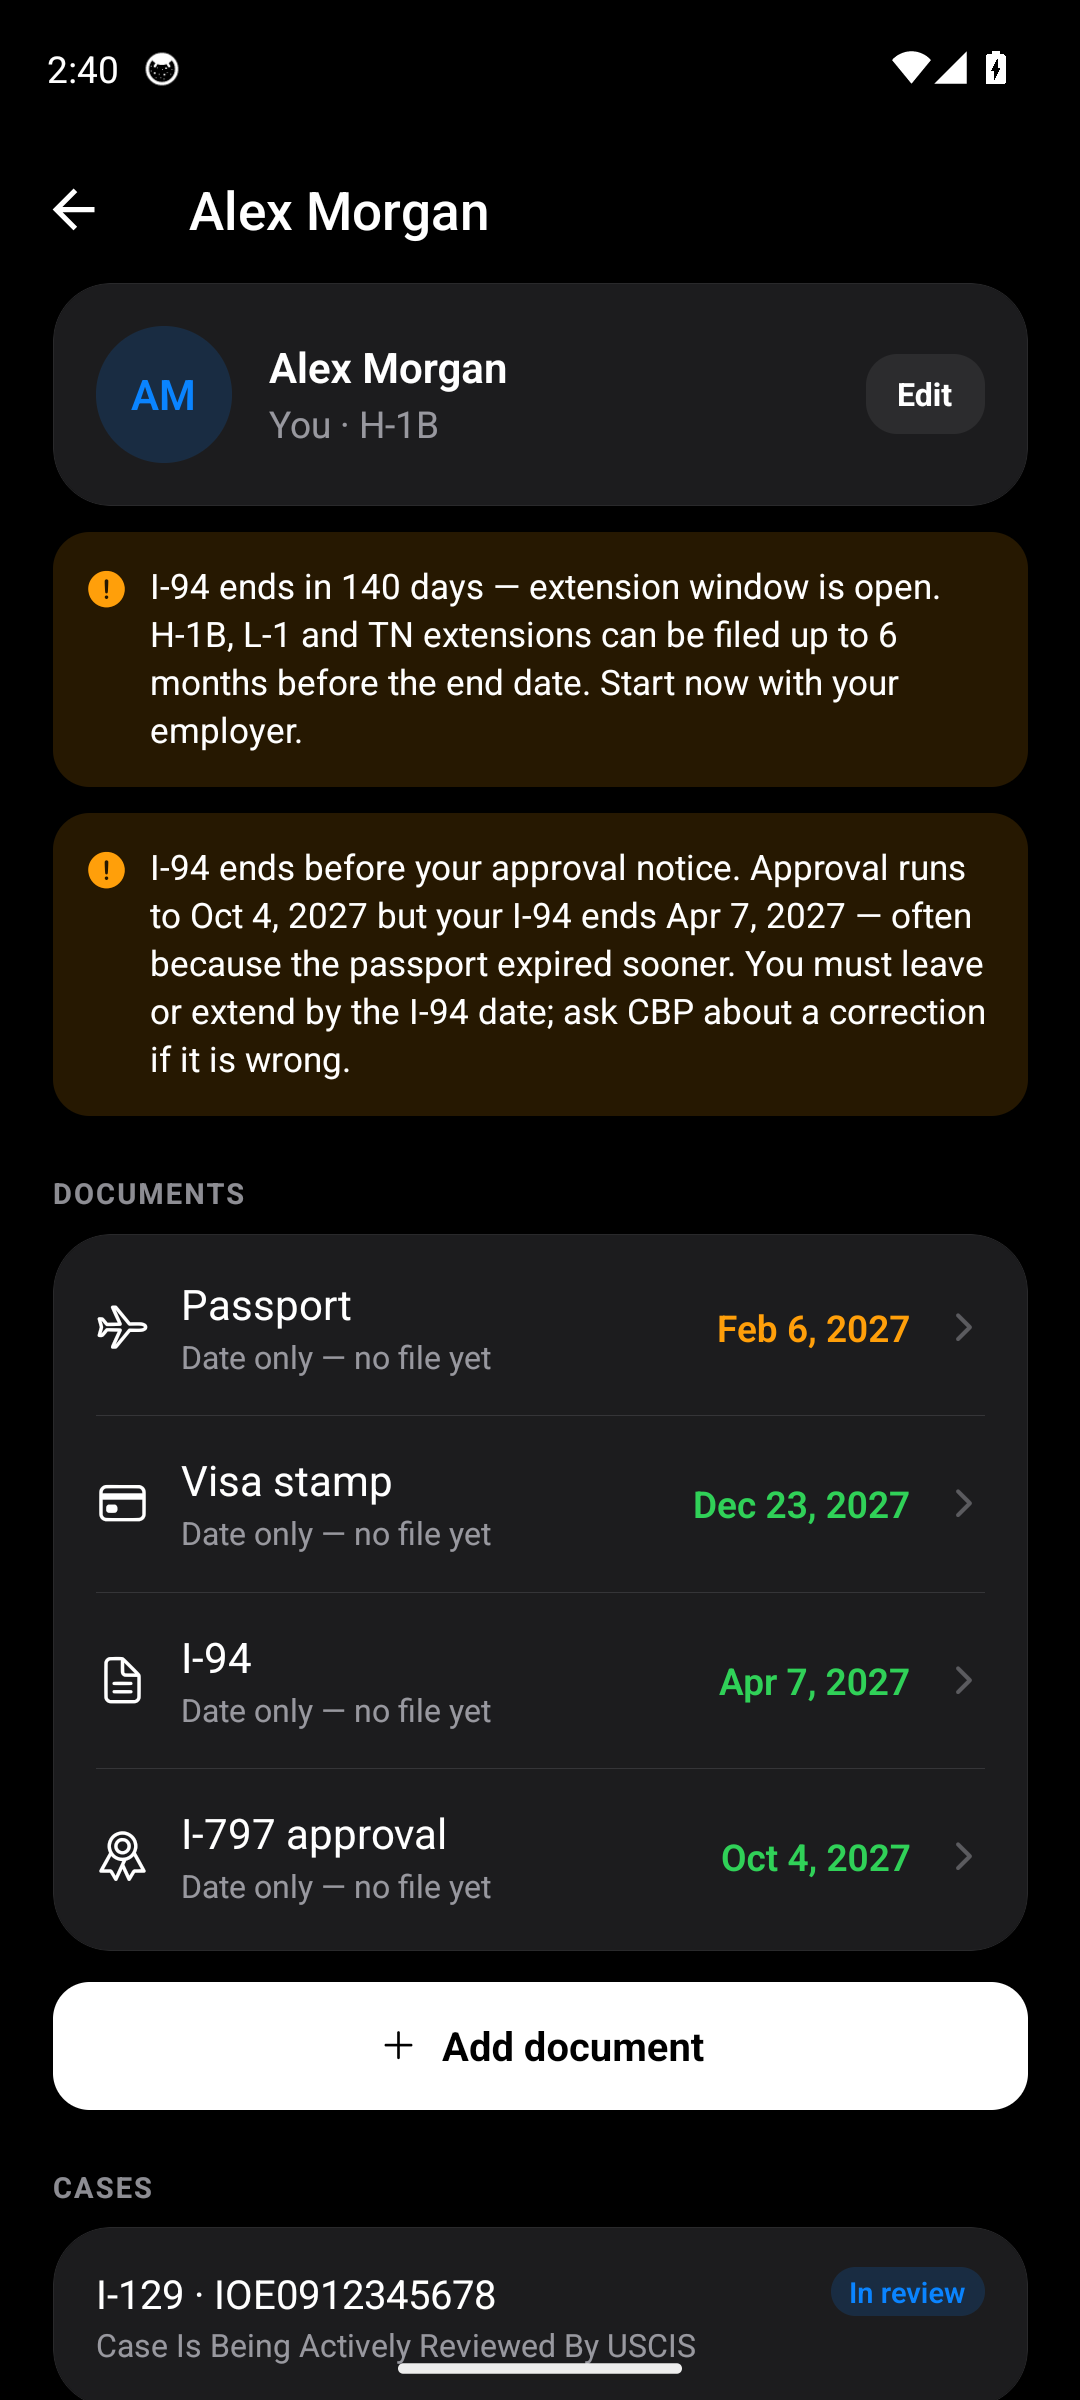 2:40
Alex Morgan
AM
Alex Morgan
You · H-1B
Edit
I-94 ends in 140 days — extension window is open.
H-1B, L-1 and TN extensions can be filed up to 6
months before the end date. Start now with your
employer.
I-94 ends before your approval notice. Approval runs
to Oct 4, 2027 but your I-94 ends Apr 7, 2027 — often
because the passport expired sooner. You must leave
or extend by the I-94 date; ask CBP about a correction
if it is wrong.
DOCUMENTS
Passport
Date only — no file yet
Feb 6, 2027
Visa stamp
Date only — no file yet
Dec 23, 2027
I-94
Date only — no file yet
Apr 7, 2027
I-797 approval
Date only — no file yet
Oct 4, 2027
Add document
CASES
I-129 · IOE0912345678
In review
Case Is Being Actively Reviewed By USCIS